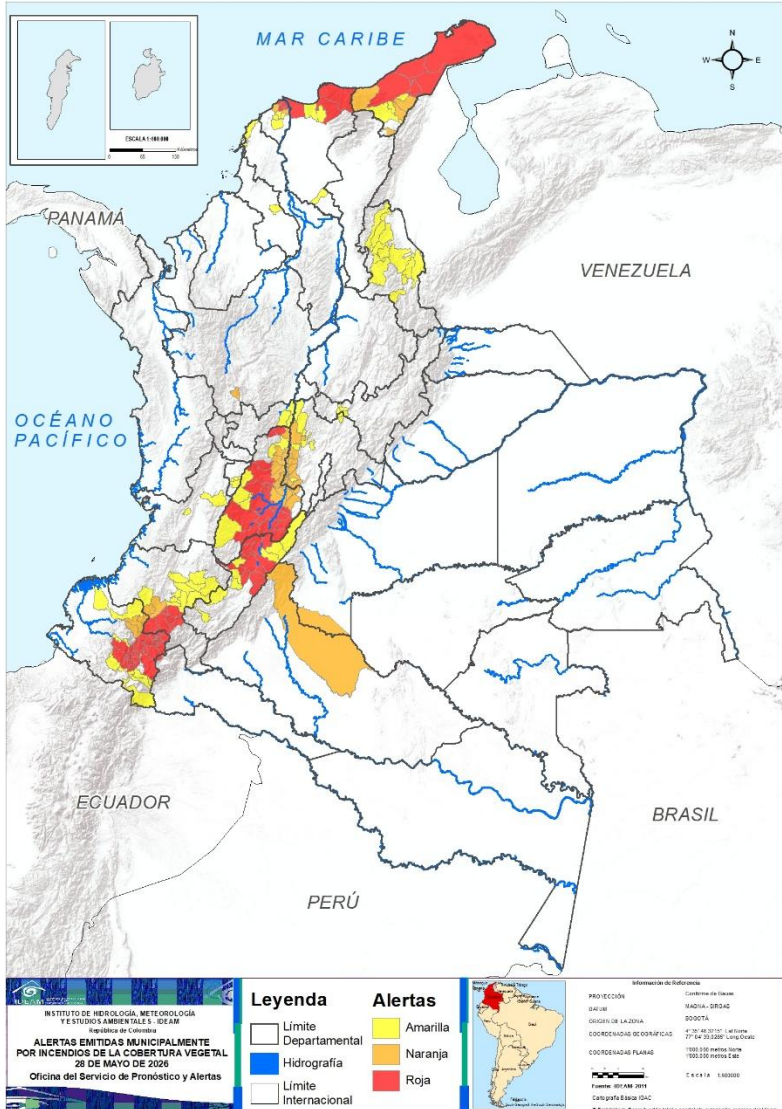 MAR CARIBE
N
W
E
S
ESCALA 1:400.000
PANAMÁ
VENEZUELA
OCÉANO
PACÍFICO
ECUADOR
BRASIL
PERÚ
IDEAM
INSTITUTO DE HIDROLOGÍA, METEOROLOGÍA
Y ESTUDIOS AMBIENTALES - IDEAM
República de Colombia
ALERTAS EMITIDAS MUNICIPALMENTE
POR INCENDIOS DE LA COBERTURA VEGETAL
28 DE MAYO DE 2026
Oficina del Servicio de Pronóstico y Alertas
Leyenda
Límite
Departamental
Hidrografía
Límite
Internacional
Alertas
Amarilla
Naranja
Roja
Información de Referencia
PROYECCIÓN
Conforme de Gauss
DATUM
MAGNA - SIRGAS
ORIGEN DE LA ZONA
BOGOTÁ
COORDENADAS GEOGRÁFICAS
COORDENADAS PLANAS
1'000.000 metros Norte
1'000.000 metros Este
Fuente: IDEAM- 2011
Cartografía Básica IGAC